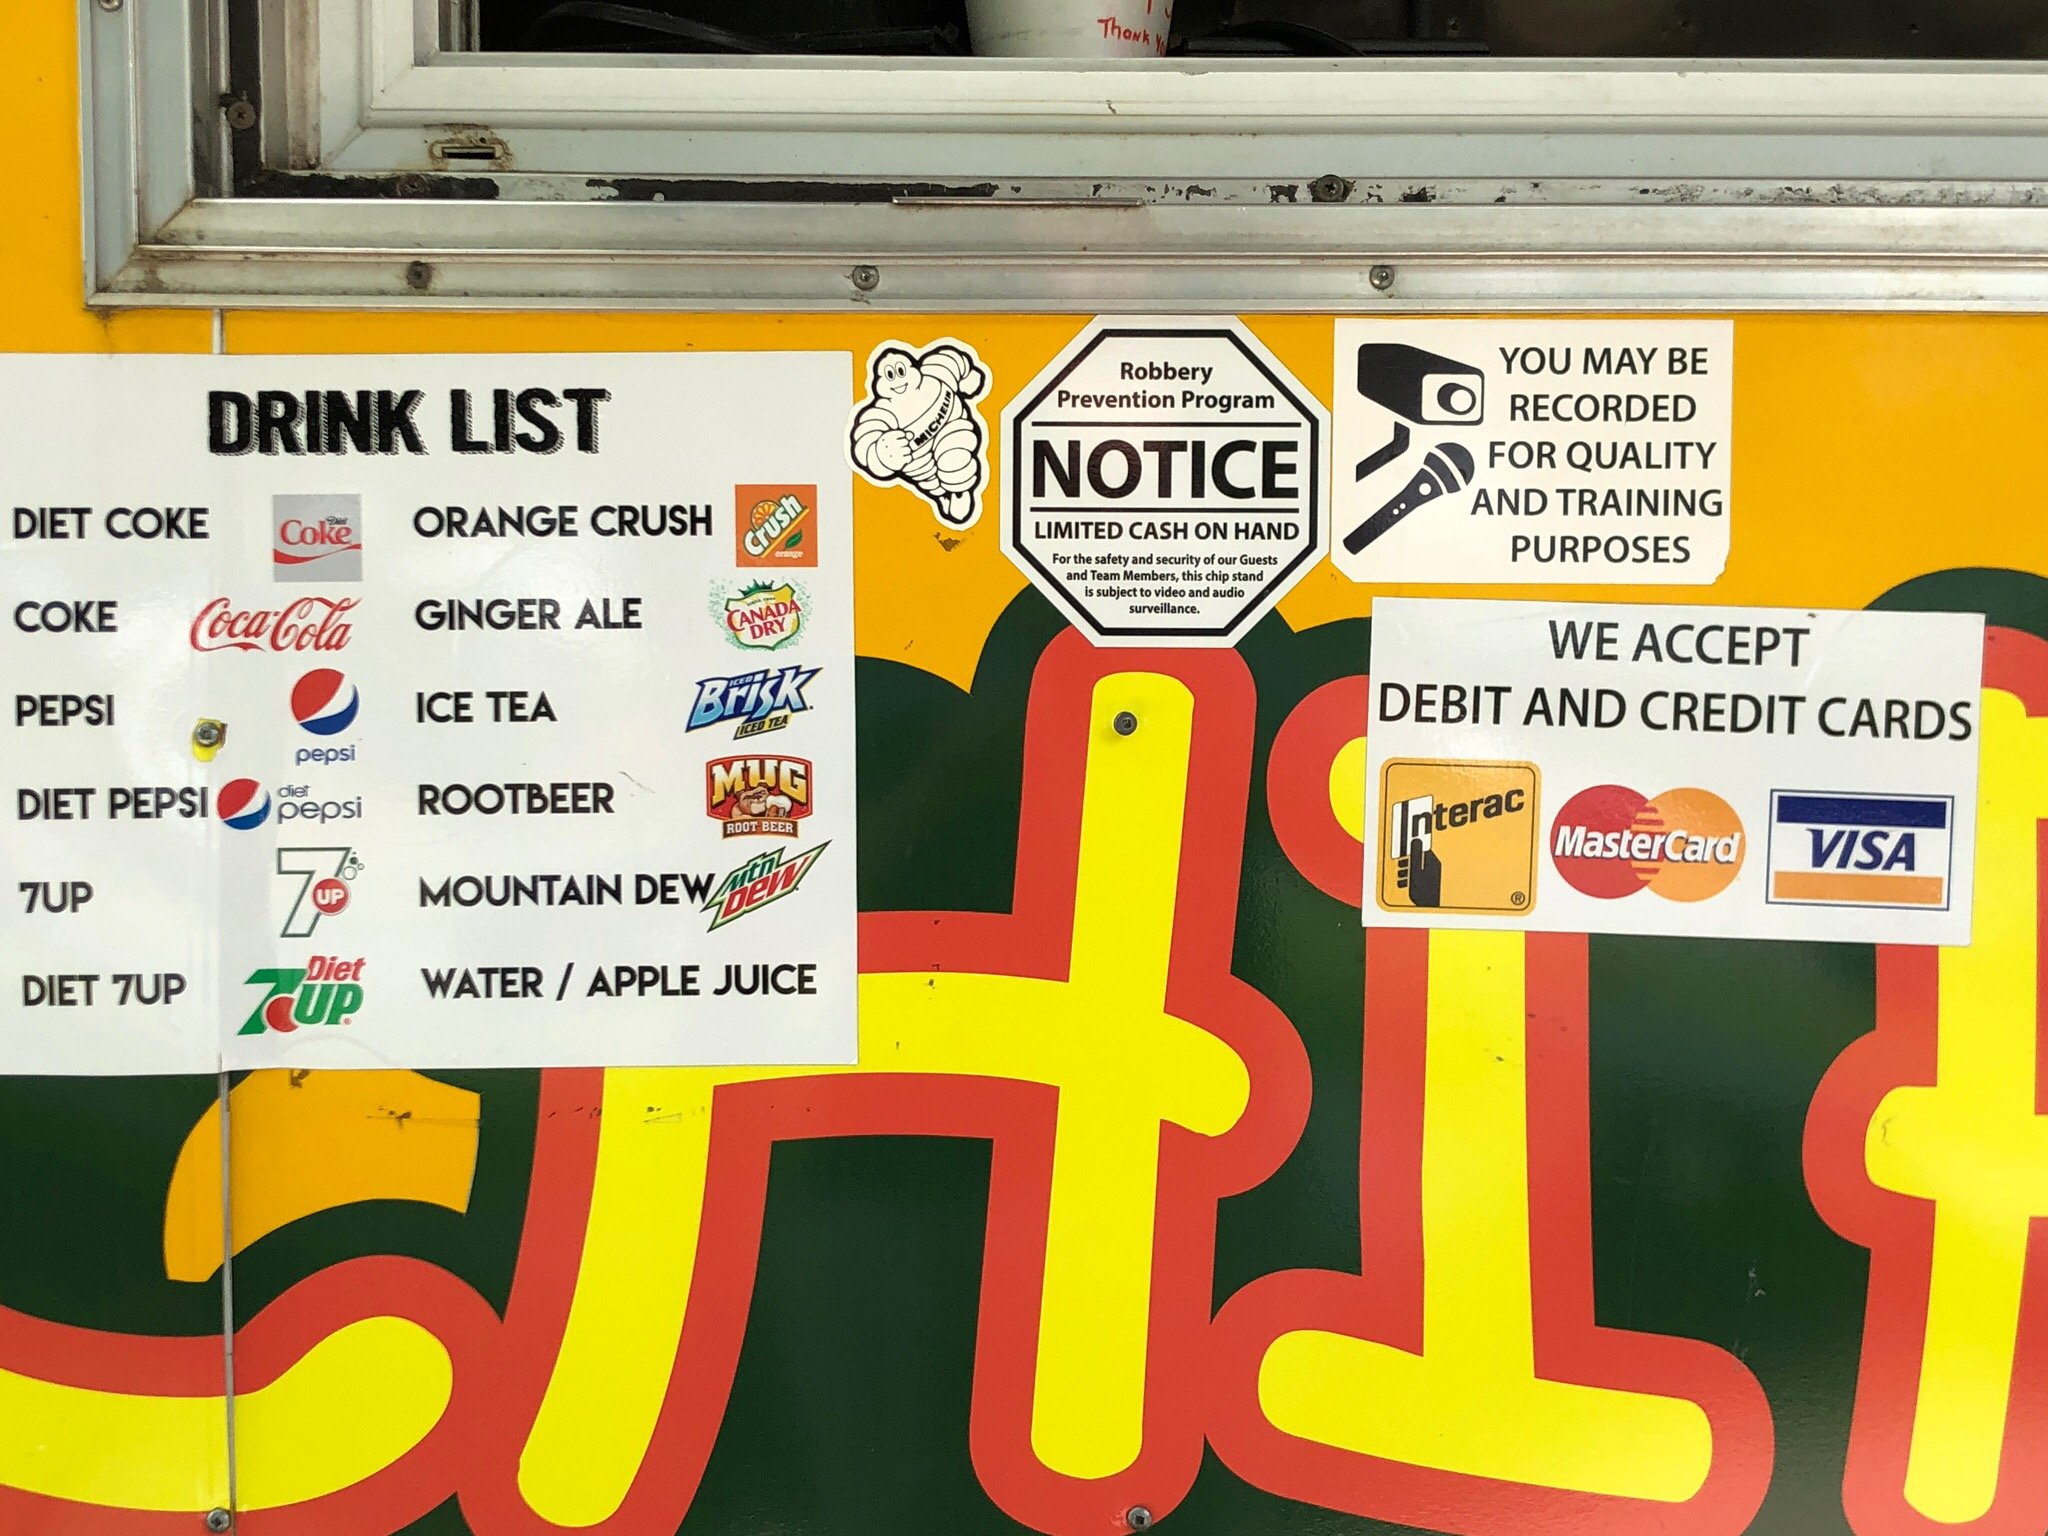 Thank
DRINK LIST
DIET COKE
Diet
Coke
COKE
Coca-Cola
PEPSI
pepsi
DIET PEPSI
diet
pepsi
7UP
7UP
DIET 7UP
Diet
7UP
ORANGE CRUSH
Crush
orange
GINGER ALE
CANADA
DRY
ICE TEA
ICED
Brisk
ICED TEA
ROOTBEER
MUG
ROOT BEER
MOUNTAIN DEW
Mtn
DEW
WATER / APPLE JUICE
MICHELIN
Robbery
Prevention Program
NOTICE
LIMITED CASH ON HAND
For the safety and security of our Guests
and Team Members, this chip stand
is subject to video and audio
surveillance.
YOU MAY BE
RECORDED
FOR QUALITY
AND TRAINING
PURPOSES
WE ACCEPT
DEBIT AND CREDIT CARDS
Interac
®
MasterCard
VISA